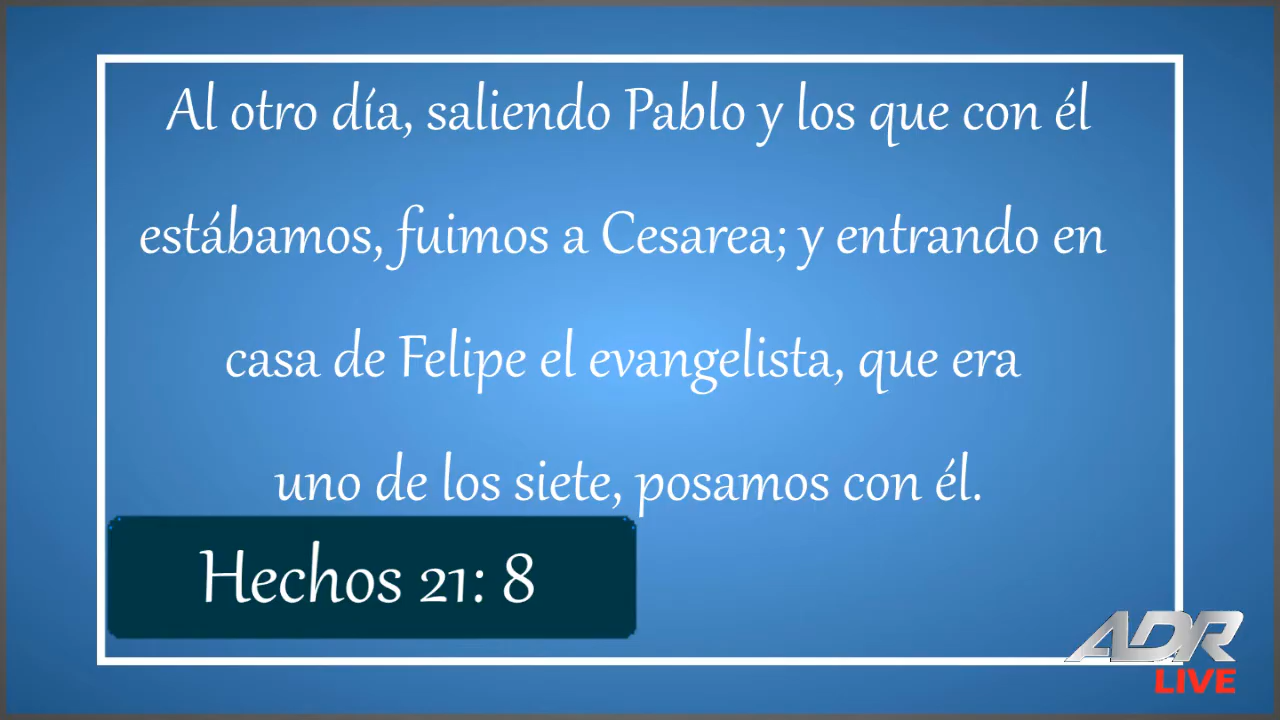 Al otro día, saliendo Pablo y los que con él
estábamos, fuimos a Cesarea; y entrando en
casa de Felipe el evangelista, que era
uno de los siete, posamos con él.
Hechos 21: 8
ADR
LIVE